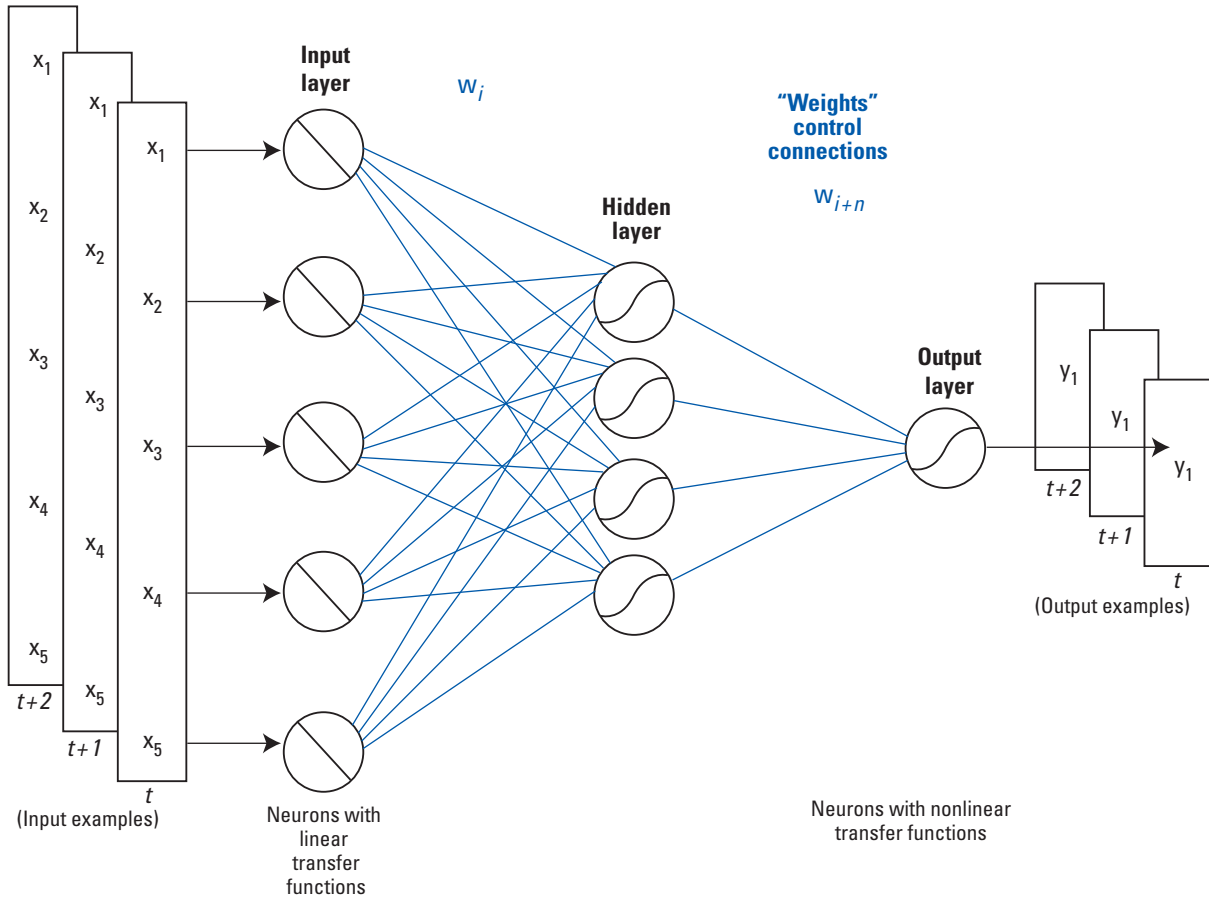 x₁
x₂
x₃
x₄
x₅
t+2
x₁
x₂
x₃
x₄
x₅
t+1
x₁
x₂
x₃
x₄
x₅
t
(Input examples)
Input
layer
Neurons with
linear
transfer
functions
wᵢ
Hidden
layer
“Weights”
control
connections
wᵢ₊ₙ
Neurons with nonlinear
transfer functions
Output
layer
y₁
t+2
y₁
t+1
y₁
t
(Output examples)